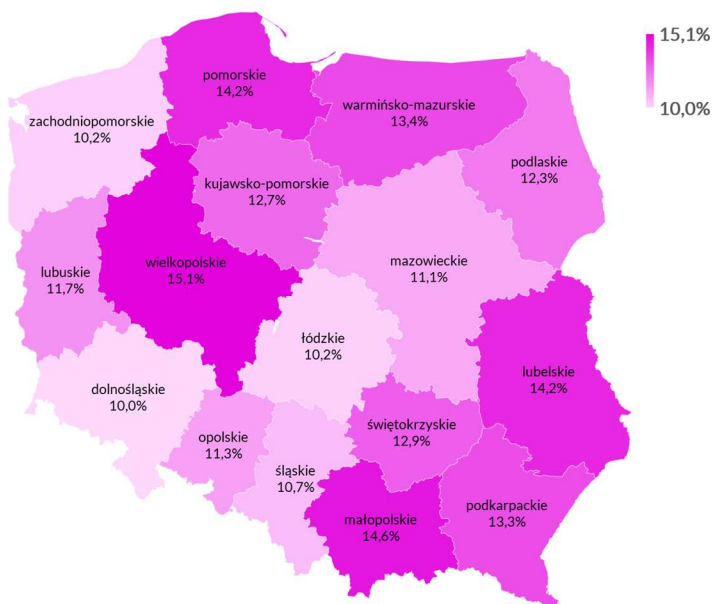 15,1%
10,0%
pomorskie
14,2%
zachodniopomorskie
10,2%
warmińsko-mazurskie
13,4%
podlaskie
12,3%
kujawsko-pomorskie
12,7%
wielkopolskie
15,1%
mazowieckie
11,1%
lubuskie
11,7%
łódzkie
10,2%
lubelskie
14,2%
dolnośląskie
10,0%
opolskie
11,3%
świętokrzyskie
12,9%
śląskie
10,7%
małopolskie
14,6%
podkarpackie
13,3%